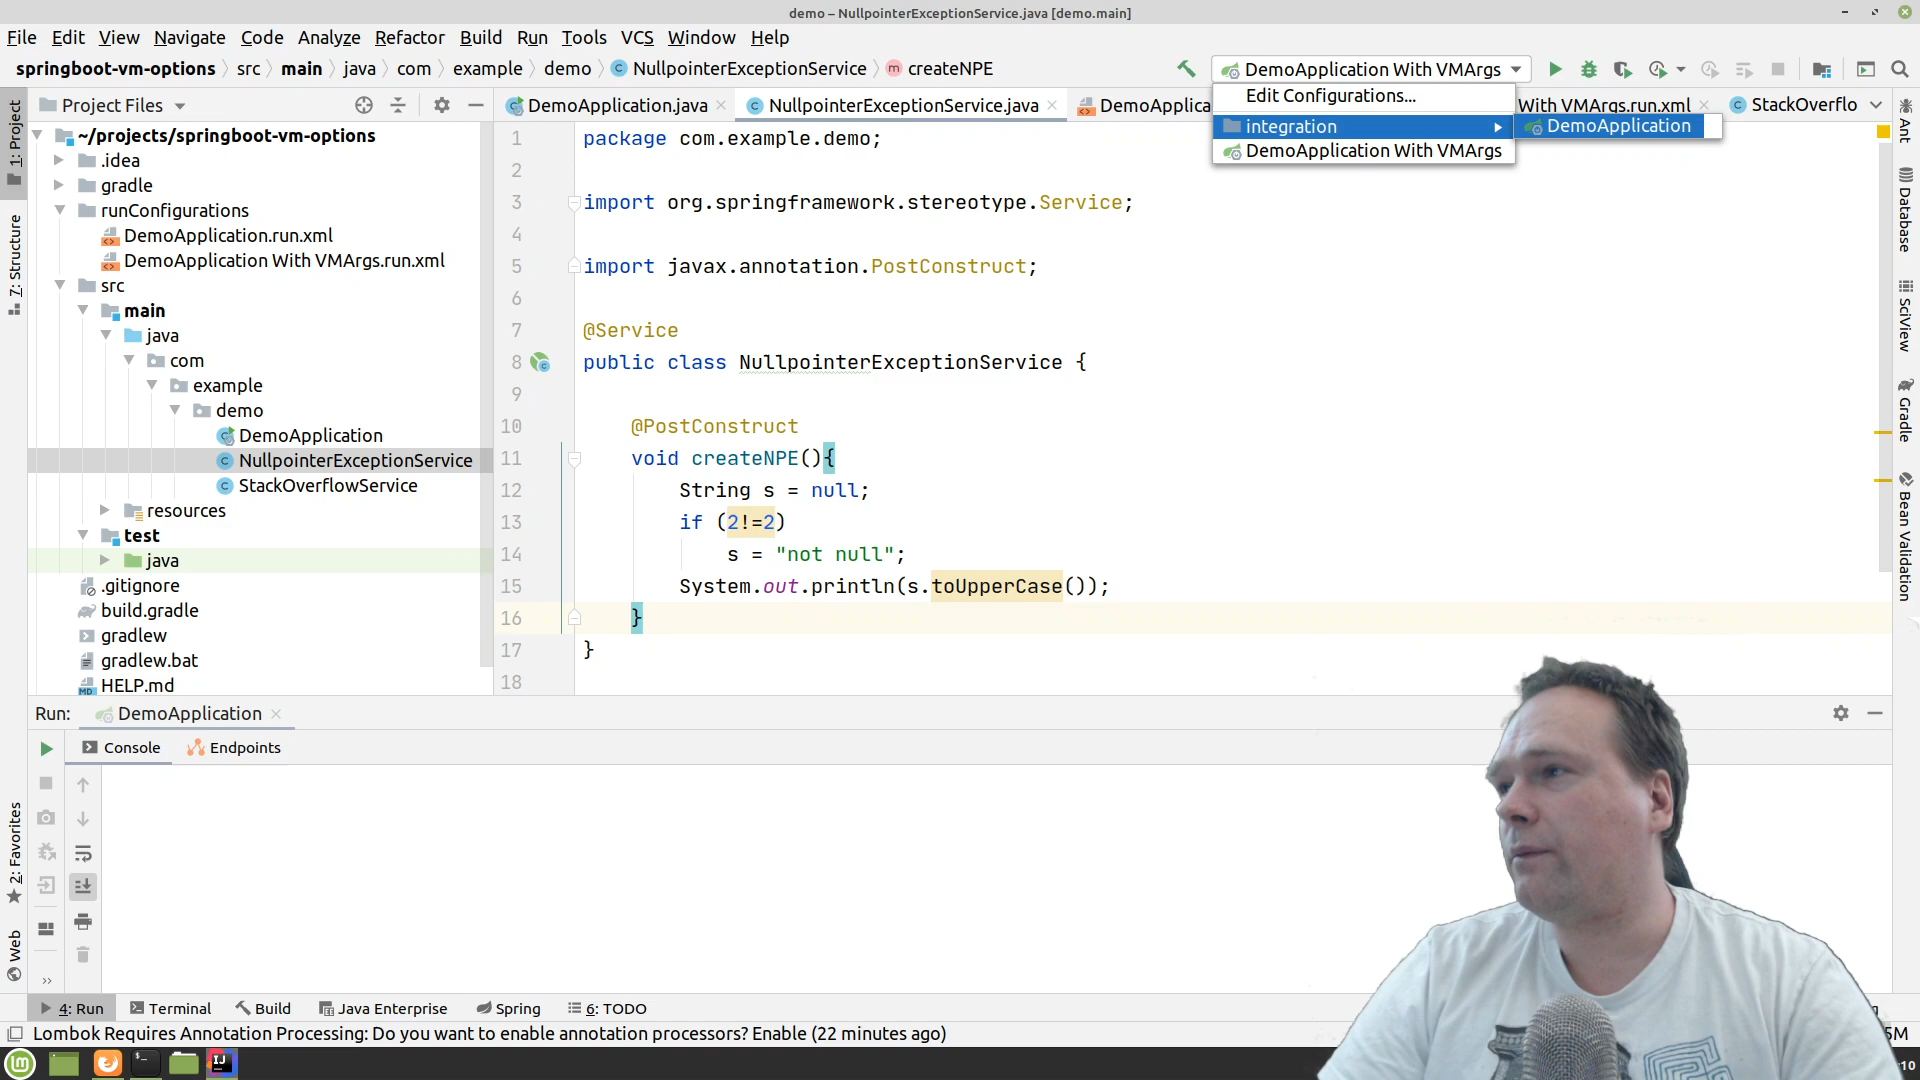 demo – NullpointerExceptionService.java [demo.main]
File Edit View Navigate Code Analyze Refactor Build Run Tools VCS Window Help
springboot-vm-options src main java com example demo NullpointerExceptionService createNPE
DemoApplication With VMArgs
Edit Configurations...
integration
DemoApplication
DemoApplication With VMArgs
Project Files
DemoApplication.java
NullpointerExceptionService.java
DemoApplica
With VMArgs.run.xml
StackOverflo
~/projects/springboot-vm-options
.idea
gradle
runConfigurations
DemoApplication.run.xml
DemoApplication With VMArgs.run.xml
src
main
java
com
example
demo
DemoApplication
NullpointerExceptionService
StackOverflowService
resources
test
java
.gitignore
build.gradle
gradlew
gradlew.bat
HELP.md
1 package com.example.demo;
2
3 import org.springframework.stereotype.Service;
4
5 import javax.annotation.PostConstruct;
6
7 @Service
8 public class NullpointerExceptionService {
9
10 @PostConstruct
11 void createNPE(){
12 String s = null;
13 if (2!=2)
14 s = "not null";
15 System.out.println(s.toUpperCase());
16 }
17 }
18
1: Project
7: Structure
2: Favorites
Web
Ant
Database
SciView
Gradle
Bean Validation
Run: DemoApplication
Console Endpoints
4: Run Terminal Build Java Enterprise Spring 6: TODO
Lombok Requires Annotation Processing: Do you want to enable annotation processors? Enable (22 minutes ago)